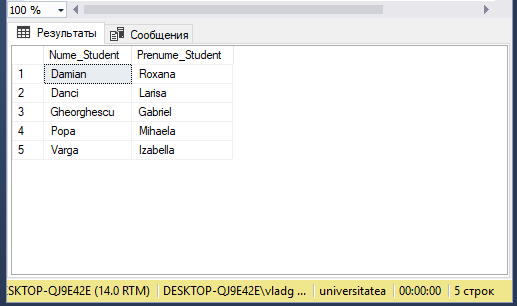 100 %
Результаты Сообщения
Nume_Student Prenume_Student
1 Damian Roxana
2 Danci Larisa
3 Gheorghescu Gabriel
4 Popa Mihaela
5 Varga Izabella
SKTOP-QJ9E42E (14.0 RTM) DESKTOP-QJ9E42E\vladg ... universitatea 00:00:00 5 строк